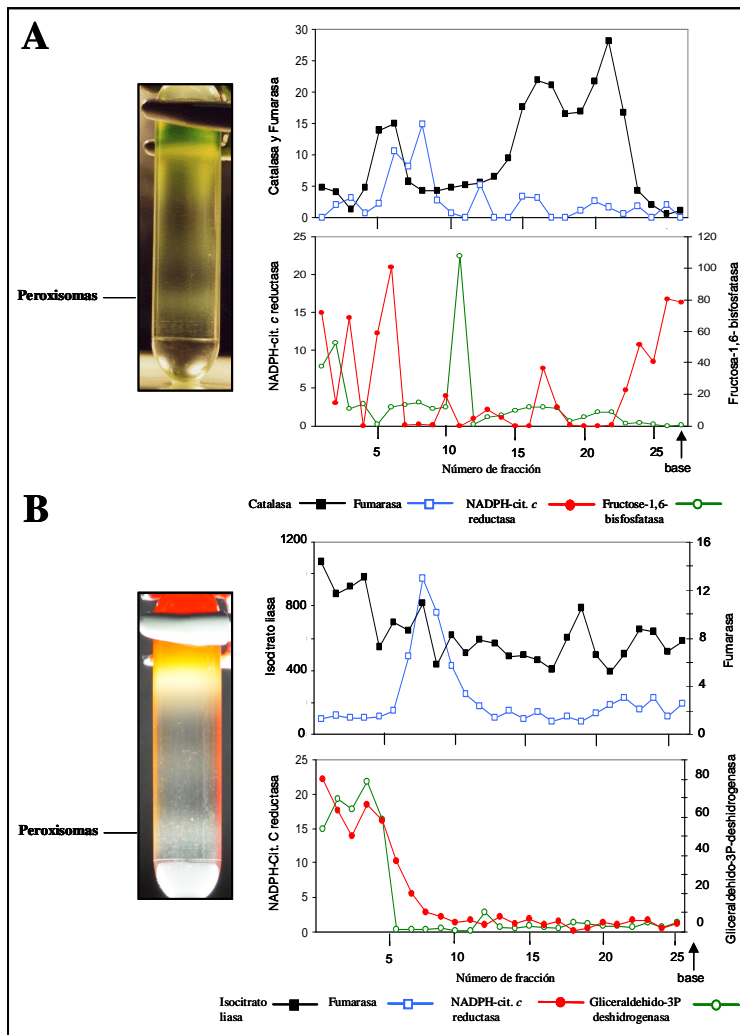 A
Peroxisomas
Catalasa y Fumarasa
30
25
20
15
10
5
0
NADPH-cit. c reductasa
25
20
15
10
5
0
120
100
80
60
40
20
0
Fructosa-1,6- bisfosfatasa
5
10
15
20
25
Número de fracción
base
B
Catalasa
Fumarasa
NADPH-cit. c
reductasa
Fructose-1,6-
bisfosfatasa
Peroxisomas
Isocitrato liasa
1200
800
400
0
16
12
8
4
0
Fumarasa
NADPH-Cit. C reductasa
25
20
15
10
5
0
80
60
40
20
0
Gliceraldehido-3P-deshidrogenasa
5
10
15
20
25
Número de fracción
base
Isocitrato
liasa
Fumarasa
NADPH-cit. c
reductasa
Gliceraldehido-3P
deshidrogenasa